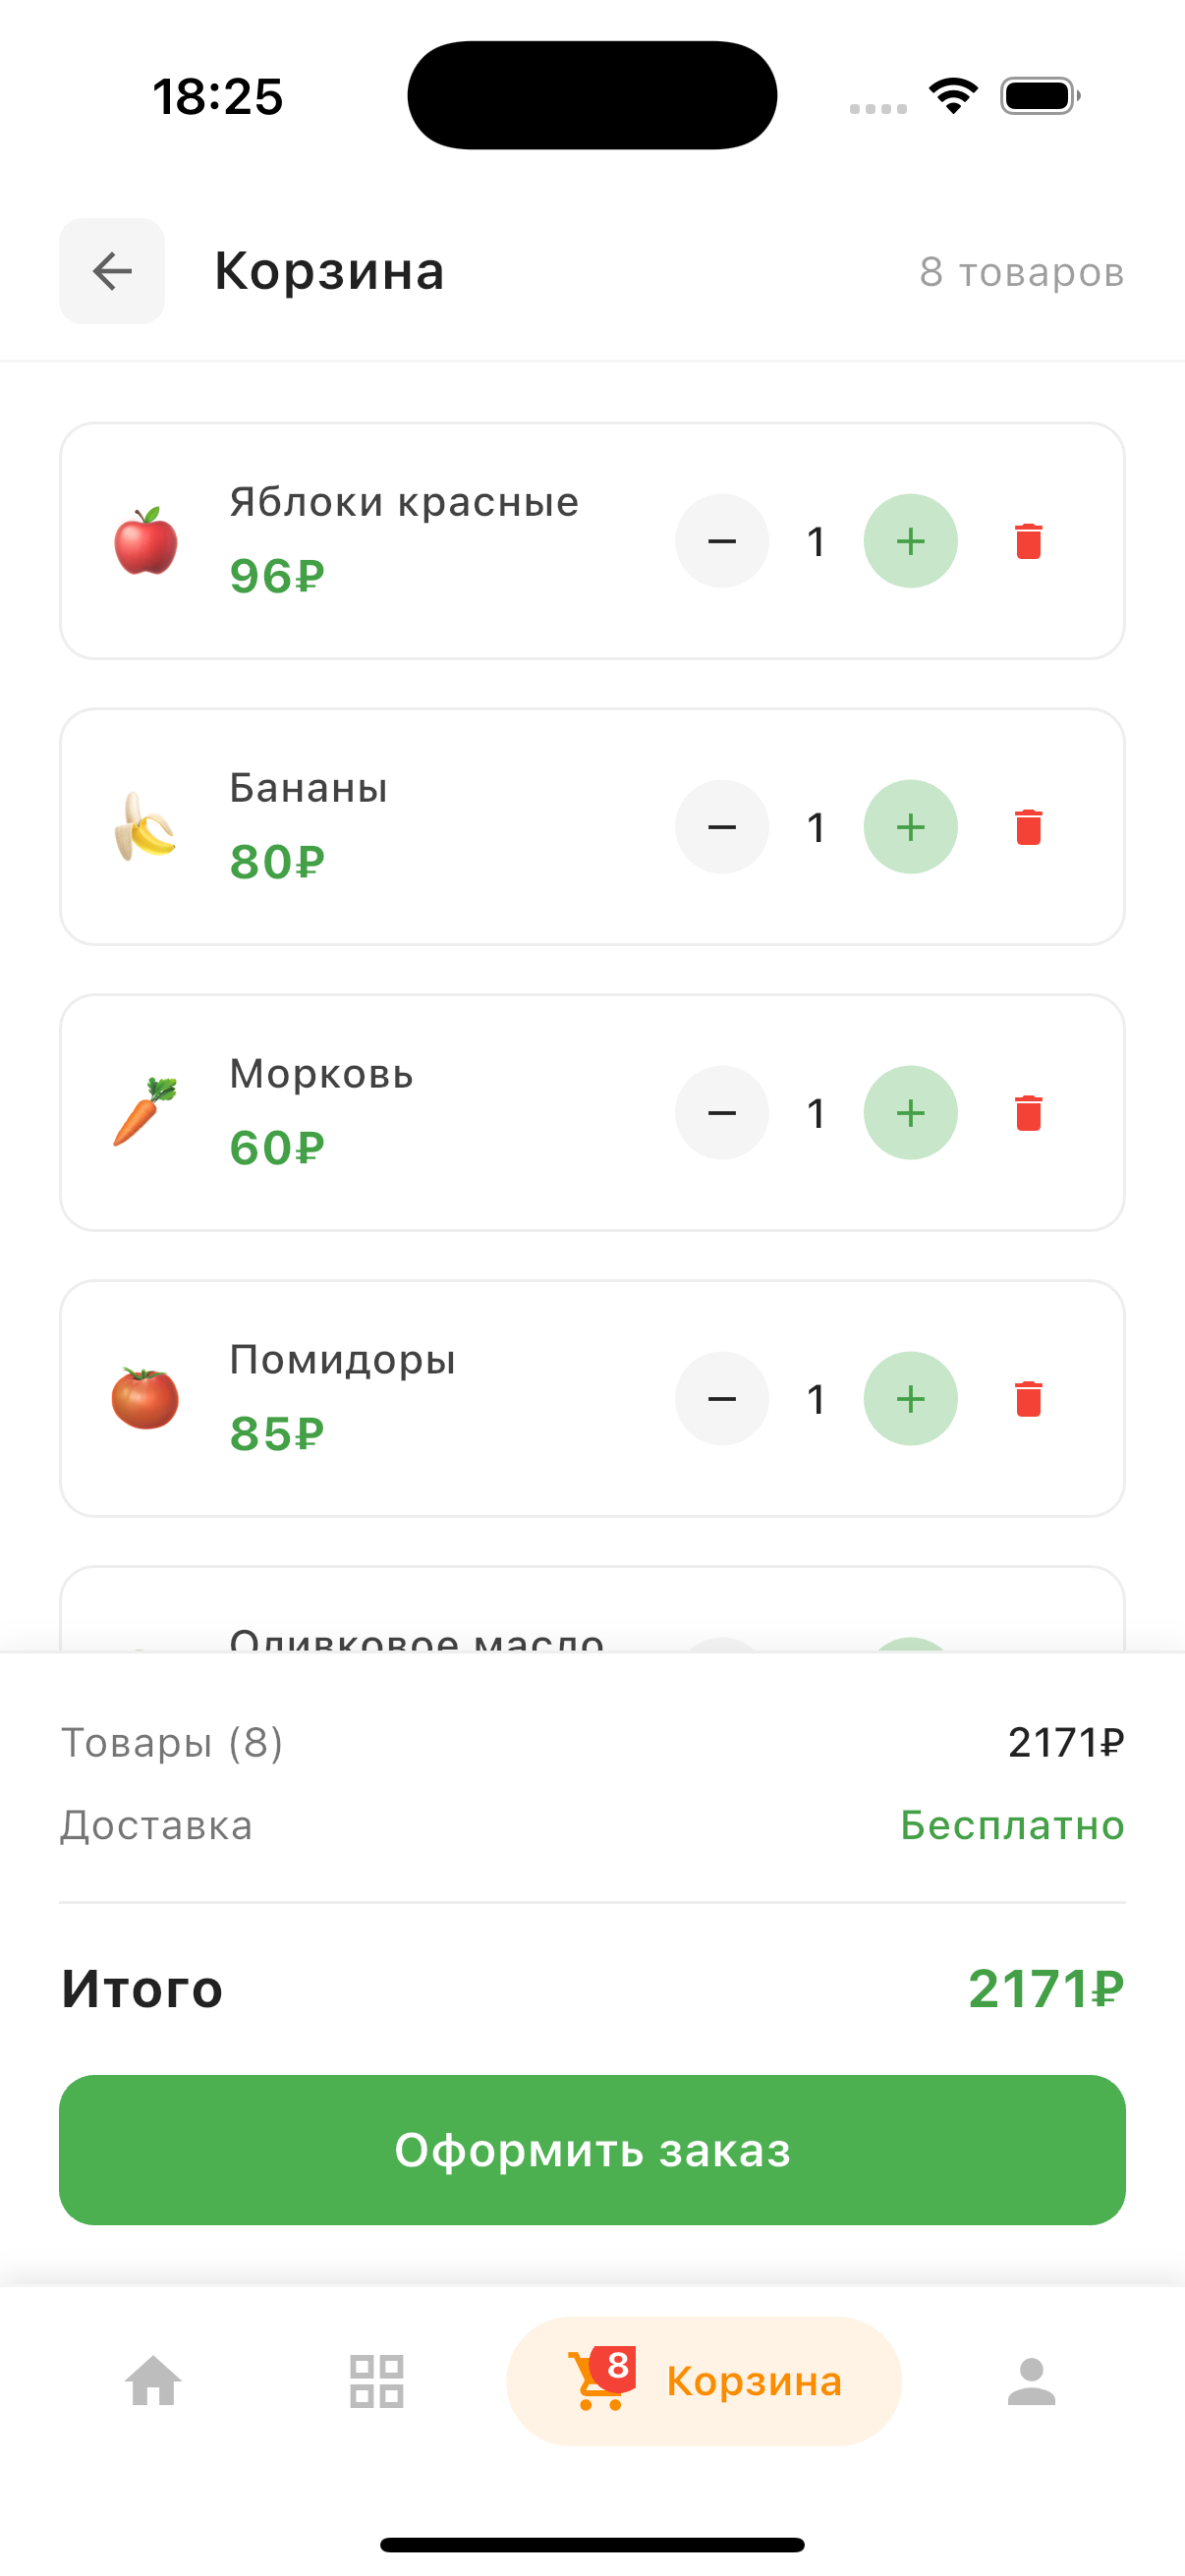 18:25
Корзина
8 товаров
Яблоки красные
96₽
1
Бананы
80₽
1
Морковь
60₽
1
Помидоры
85₽
1
Оливковое масло
Товары (8)
2171₽
Доставка
Бесплатно
Итого
2171₽
Оформить заказ
8
Корзина